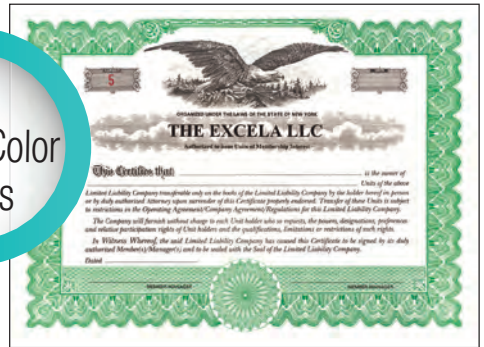 Color
s
5
ORGANIZED UNDER THE LAWS OF THE STATE OF NEW YORK
THE EXCELA LLC
Authorized to issue Units of Membership Interest
This Certifies that is the owner of
Units of the above
Limited Liability Company transferable only on the books of the Limited Liability Company by the holder hereof in person
or by duly authorized Attorney upon surrender of this Certificate properly endorsed. Transfer of these Units is subject
to restrictions in the Operating Agreement/Company Agreement/Regulations for this Limited Liability Company.
The Company will furnish without charge to each Unit holder who so requests, the powers, designations, preferences
and relative participation rights of Unit holders and the qualifications, limitations or restrictions of such rights.
In Witness Whereof, the said Limited Liability Company has caused this Certificate to be signed by its duly
authorized Member(s)/Manager(s) and to be sealed with the Seal of the Limited Liability Company.
Dated
MEMBER/MANAGER MEMBER/MANAGER